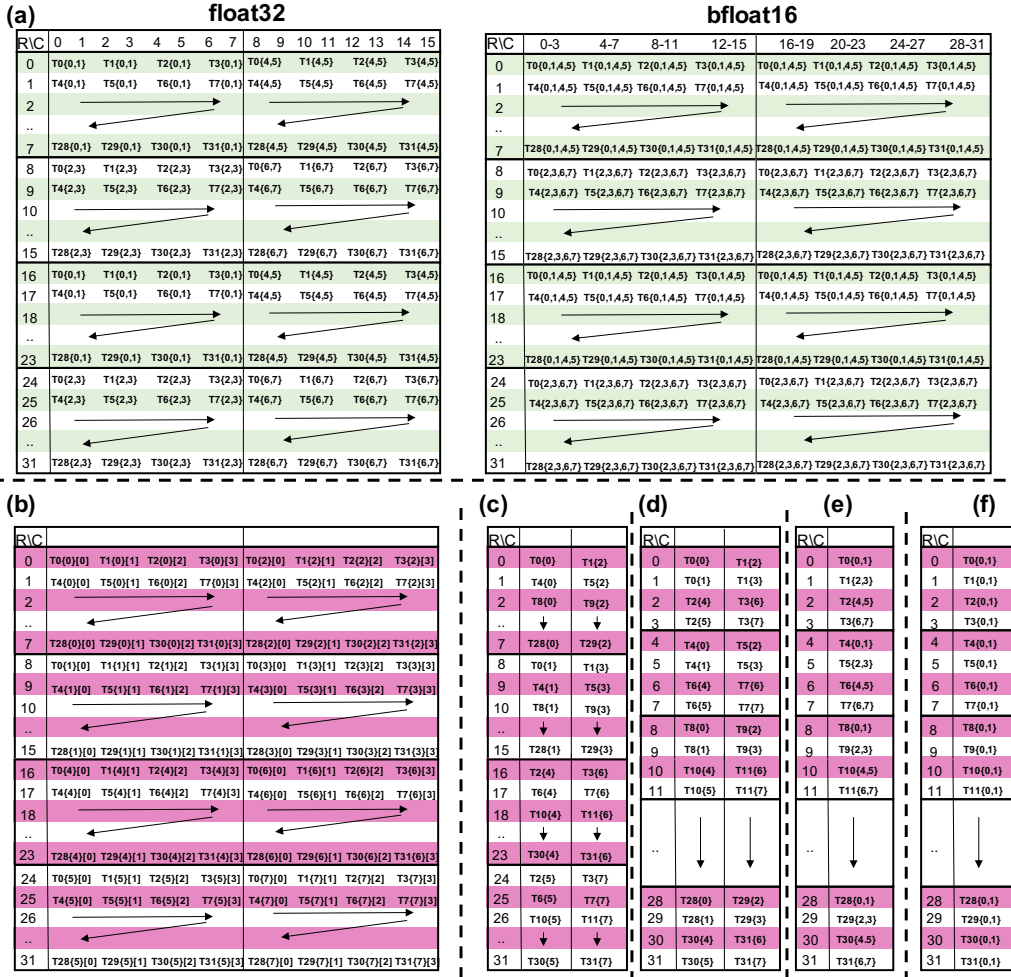 (a) float32 bfloat16
R\C 0 1 2 3 4 5 6 7 8 9 10 11 12 13 14 15
0 T0{0,1} T1{0,1} T2{0,1} T3{0,1} T0{4,5} T1{4,5} T2{4,5} T3{4,5}
1 T4{0,1} T5{0,1} T6{0,1} T7{0,1} T4{4,5} T5{4,5} T6{4,5} T7{4,5}
2
..
7 T28{0,1} T29{0,1} T30{0,1} T31{0,1} T28{4,5} T29{4,5} T30{4,5} T31{4,5}
8 T0{2,3} T1{2,3} T2{2,3} T3{2,3} T0{6,7} T1{6,7} T2{6,7} T3{6,7}
9 T4{2,3} T5{2,3} T6{2,3} T7{2,3} T4{6,7} T5{6,7} T6{6,7} T7{6,7}
10
..
15 T28{2,3} T29{2,3} T30{2,3} T31{2,3} T28{6,7} T29{6,7} T30{6,7} T31{6,7}
16 T0{0,1} T1{0,1} T2{0,1} T3{0,1} T0{4,5} T1{4,5} T2{4,5} T3{4,5}
17 T4{0,1} T5{0,1} T6{0,1} T7{0,1} T4{4,5} T5{4,5} T6{4,5} T7{4,5}
18
..
23 T28{0,1} T29{0,1} T30{0,1} T31{0,1} T28{4,5} T29{4,5} T30{4,5} T31{4,5}
24 T0{2,3} T1{2,3} T2{2,3} T3{2,3} T0{6,7} T1{6,7} T2{6,7} T3{6,7}
25 T4{2,3} T5{2,3} T6{2,3} T7{2,3} T4{6,7} T5{6,7} T6{6,7} T7{6,7}
26
..
31 T28{2,3} T29{2,3} T30{2,3} T31{2,3} T28{6,7} T29{6,7} T30{6,7} T31{6,7}
R\C 0-3 4-7 8-11 12-15 16-19 20-23 24-27 28-31
0 T0{0,1,4,5} T1{0,1,4,5} T2{0,1,4,5} T3{0,1,4,5} T0{0,1,4,5} T1{0,1,4,5} T2{0,1,4,5} T3{0,1,4,5}
1 T4{0,1,4,5} T5{0,1,4,5} T6{0,1,4,5} T7{0,1,4,5} T4{0,1,4,5} T5{0,1,4,5} T6{0,1,4,5} T7{0,1,4,5}
2
..
7 T28{0,1,4,5} T29{0,1,4,5} T30{0,1,4,5} T31{0,1,4,5} T28{0,1,4,5} T29{0,1,4,5} T30{0,1,4,5} T31{0,1,4,5}
8 T0{2,3,6,7} T1{2,3,6,7} T2{2,3,6,7} T3{2,3,6,7} T0{2,3,6,7} T1{2,3,6,7} T2{2,3,6,7} T3{2,3,6,7}
9 T4{2,3,6,7} T5{2,3,6,7} T6{2,3,6,7} T7{2,3,6,7} T4{2,3,6,7} T5{2,3,6,7} T6{2,3,6,7} T7{2,3,6,7}
10
..
15 T28{2,3,6,7} T29{2,3,6,7} T30{2,3,6,7} T31{2,3,6,7} T28{2,3,6,7} T29{2,3,6,7} T30{2,3,6,7} T31{2,3,6,7}
16 T0{0,1,4,5} T1{0,1,4,5} T2{0,1,4,5} T3{0,1,4,5} T0{0,1,4,5} T1{0,1,4,5} T2{0,1,4,5} T3{0,1,4,5}
17 T4{0,1,4,5} T5{0,1,4,5} T6{0,1,4,5} T7{0,1,4,5} T4{0,1,4,5} T5{0,1,4,5} T6{0,1,4,5} T7{0,1,4,5}
18
..
23 T28{0,1,4,5} T29{0,1,4,5} T30{0,1,4,5} T31{0,1,4,5} T28{0,1,4,5} T29{0,1,4,5} T30{0,1,4,5} T31{0,1,4,5}
24 T0{2,3,6,7} T1{2,3,6,7} T2{2,3,6,7} T3{2,3,6,7} T0{2,3,6,7} T1{2,3,6,7} T2{2,3,6,7} T3{2,3,6,7}
25 T4{2,3,6,7} T5{2,3,6,7} T6{2,3,6,7} T7{2,3,6,7} T4{2,3,6,7} T5{2,3,6,7} T6{2,3,6,7} T7{2,3,6,7}
26
..
31 T28{2,3,6,7} T29{2,3,6,7} T30{2,3,6,7} T31{2,3,6,7} T28{2,3,6,7} T29{2,3,6,7} T30{2,3,6,7} T31{2,3,6,7}
(b)
R\C
0 T0{0}[0] T1{0}[1] T2{0}[2] T3{0}[3] T0{2}[0] T1{2}[1] T2{2}[2] T3{2}[3]
1 T4{0}[0] T5{0}[1] T6{0}[2] T7{0}[3] T4{2}[0] T5{2}[1] T6{2}[2] T7{2}[3]
2
..
7 T28{0}[0] T29{0}[1] T30{0}[2] T31{0}[3] T28{2}[0] T29{2}[1] T30{2}[2] T31{2}[3]
8 T0{1}[0] T1{1}[1] T2{1}[2] T3{1}[3] T0{3}[0] T1{3}[1] T2{3}[2] T3{3}[3]
9 T4{1}[0] T5{1}[1] T6{1}[2] T7{1}[3] T4{3}[0] T5{3}[1] T6{3}[2] T7{3}[3]
10
..
15 T28{1}[0] T29{1}[1] T30{1}[2] T31{1}[3] T28{3}[0] T29{3}[1] T30{3}[2] T31{3}[3]
16 T0{4}[0] T1{4}[1] T2{4}[2] T3{4}[3] T0{6}[0] T1{6}[1] T2{6}[2] T3{6}[3]
17 T4{4}[0] T5{4}[1] T6{4}[2] T7{4}[3] T4{6}[0] T5{6}[1] T6{6}[2] T7{6}[3]
18
..
23 T28{4}[0] T29{4}[1] T30{4}[2] T31{4}[3] T28{6}[0] T29{6}[1] T30{6}[2] T31{6}[3]
24 T0{5}[0] T1{5}[1] T2{5}[2] T3{5}[3] T0{7}[0] T1{7}[1] T2{7}[2] T3{7}[3]
25 T4{5}[0] T5{5}[1] T6{5}[2] T7{5}[3] T4{7}[0] T5{7}[1] T6{7}[2] T7{7}[3]
26
..
31 T28{5}[0] T29{5}[1] T30{5}[2] T31{5}[3] T28{7}[0] T29{7}[1] T30{7}[2] T31{7}[3]
(c)
R\C
0 T0{0} T1{2}
1 T4{0} T5{2}
2 T8{0} T9{2}
..
7 T28{0} T29{2}
8 T0{1} T1{3}
9 T4{1} T5{3}
10 T8{1} T9{3}
..
15 T28{1} T29{3}
16 T2{4} T3{6}
17 T6{4} T7{6}
18 T10{4} T11{6}
..
23 T30{4} T31{6}
24 T2{5} T3{7}
25 T6{5} T7{7}
26 T10{5} T11{7}
..
31 T30{5} T31{7}
(d)
R\C
0 T0{0} T1{2}
1 T0{1} T1{3}
2 T2{4} T3{6}
3 T2{5} T3{7}
4 T4{0} T5{2}
5 T4{1} T5{3}
6 T6{4} T7{6}
7 T6{5} T7{7}
8 T8{0} T9{2}
9 T8{1} T9{3}
10 T10{4} T11{6}
11 T10{5} T11{7}
..
28 T28{0} T29{2}
29 T28{1} T29{3}
30 T30{4} T31{6}
31 T30{5} T31{7}
(e)
R\C
0 T0{0,1}
1 T1{2,3}
2 T2{4,5}
3 T3{6,7}
4 T4{0,1}
5 T5{2,3}
6 T6{4,5}
7 T7{6,7}
8 T8{0,1}
9 T9{2,3}
10 T10{4,5}
11 T11{6,7}
..
28 T28{0,1}
29 T29{2,3}
30 T30{4.5}
31 T31{6,7}
(f)
R\C
0 T0{0,1}
1 T1{0,1}
2 T2{0,1}
3 T3{0,1}
4 T4{0,1}
5 T5{0,1}
6 T6{0,1}
7 T7{0,1}
8 T8{0,1}
9 T9{0,1}
10 T10{0,1}
11 T11{0,1}
..
28 T28{0,1}
29 T29{0,1}
30 T30{0,1}
31 T31{0,1}